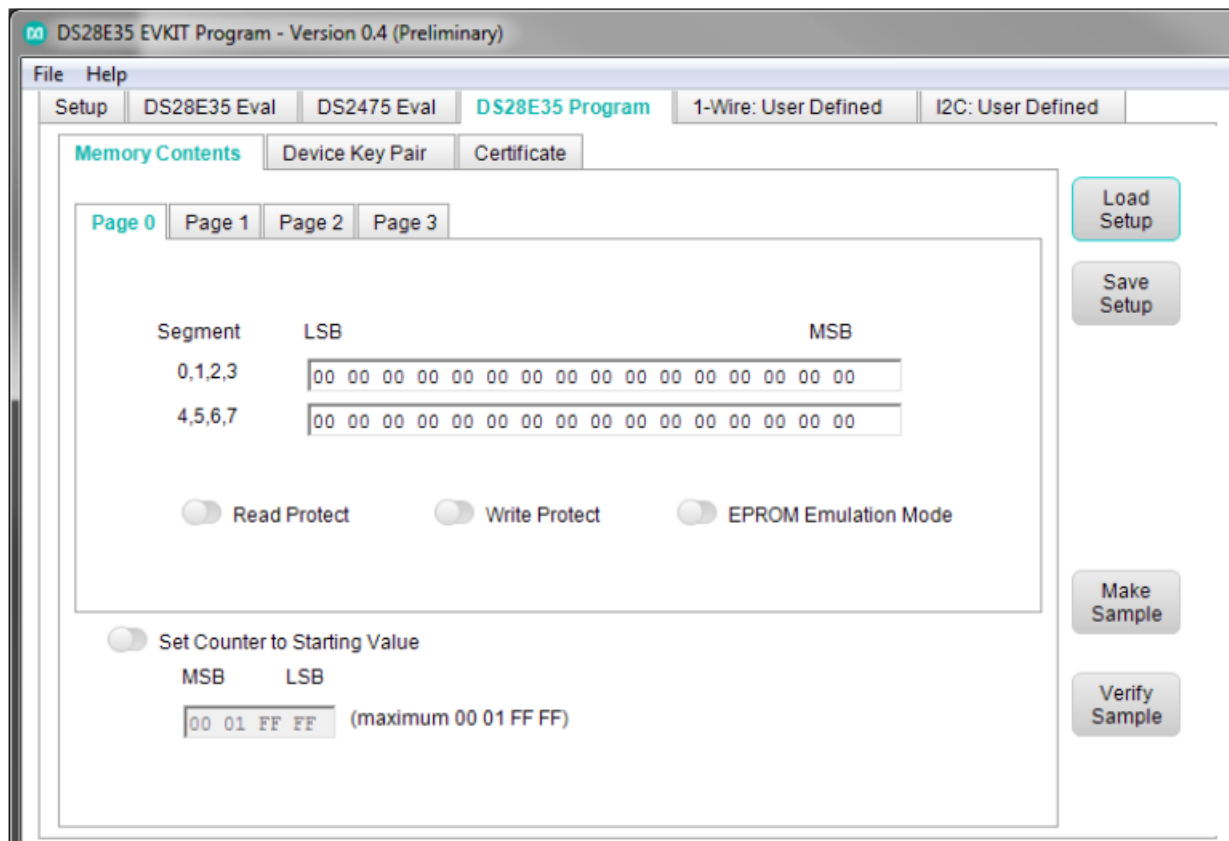 DS28E35 EVKIT Program - Version 0.4 (Preliminary)
File Help
Setup DS28E35 Eval DS2475 Eval DS28E35 Program 1-Wire: User Defined I2C: User Defined
Memory Contents Device Key Pair Certificate
Load Setup
Page 0 Page 1 Page 2 Page 3
Save Setup
Segment LSB MSB
0,1,2,3 00 00 00 00 00 00 00 00 00 00 00 00 00 00 00 00
4,5,6,7 00 00 00 00 00 00 00 00 00 00 00 00 00 00 00 00
Read Protect Write Protect EPROM Emulation Mode
Make Sample
Set Counter to Starting Value
MSB LSB
00 01 FF FF (maximum 00 01 FF FF)
Verify Sample